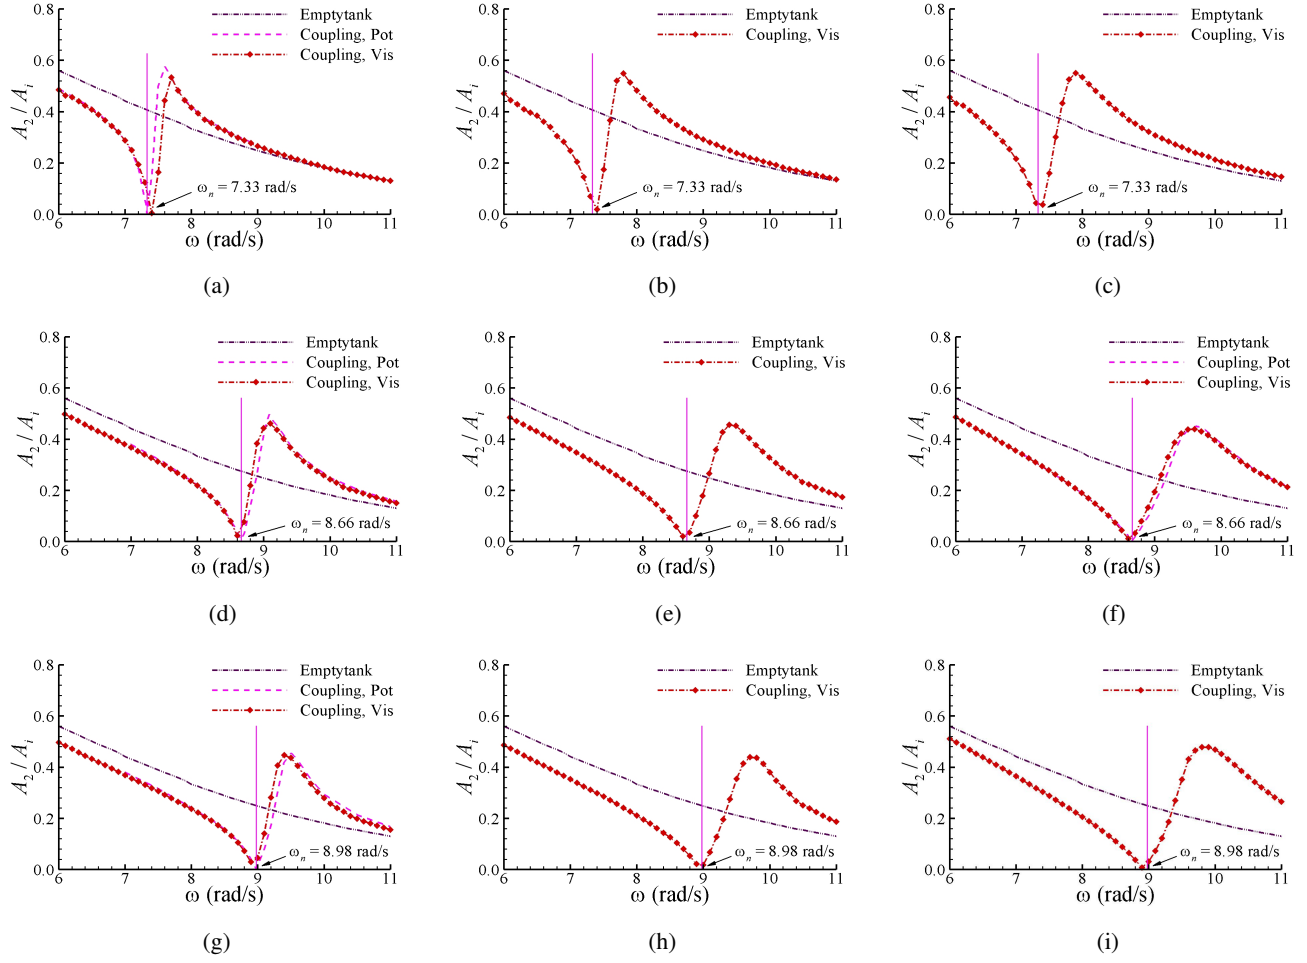 0.8
0.6
0.4
0.2
0.0
A2 / Ai
Emptytank
Coupling, Pot
Coupling, Vis
ωn = 7.33 rad/s
6 7 8 9 10 11
ω (rad/s)
(a)
0.8
0.6
0.4
0.2
0.0
A2 / Ai
Emptytank
Coupling, Vis
ωn = 7.33 rad/s
6 7 8 9 10 11
ω (rad/s)
(b)
0.8
0.6
0.4
0.2
0.0
A2 / Ai
Emptytank
Coupling, Vis
ωn = 7.33 rad/s
6 7 8 9 10 11
ω (rad/s)
(c)
0.8
0.6
0.4
0.2
0.0
A2 / Ai
Emptytank
Coupling, Pot
Coupling, Vis
ωn = 8.66 rad/s
6 7 8 9 10 11
ω (rad/s)
(d)
0.8
0.6
0.4
0.2
0.0
A2 / Ai
Emptytank
Coupling, Vis
ωn = 8.66 rad/s
6 7 8 9 10 11
ω (rad/s)
(e)
0.8
0.6
0.4
0.2
0.0
A2 / Ai
Emptytank
Coupling, Pot
Coupling, Vis
ωn = 8.66 rad/s
6 7 8 9 10 11
ω (rad/s)
(f)
0.8
0.6
0.4
0.2
0.0
A2 / Ai
Emptytank
Coupling, Pot
Coupling, Vis
ωn = 8.98 rad/s
6 7 8 9 10 11
ω (rad/s)
(g)
0.8
0.6
0.4
0.2
0.0
A2 / Ai
Emptytank
Coupling, Vis
ωn = 8.98 rad/s
6 7 8 9 10 11
ω (rad/s)
(h)
0.8
0.6
0.4
0.2
0.0
A2 / Ai
Emptytank
Coupling, Vis
ωn = 8.98 rad/s
6 7 8 9 10 11
ω (rad/s)
(i)